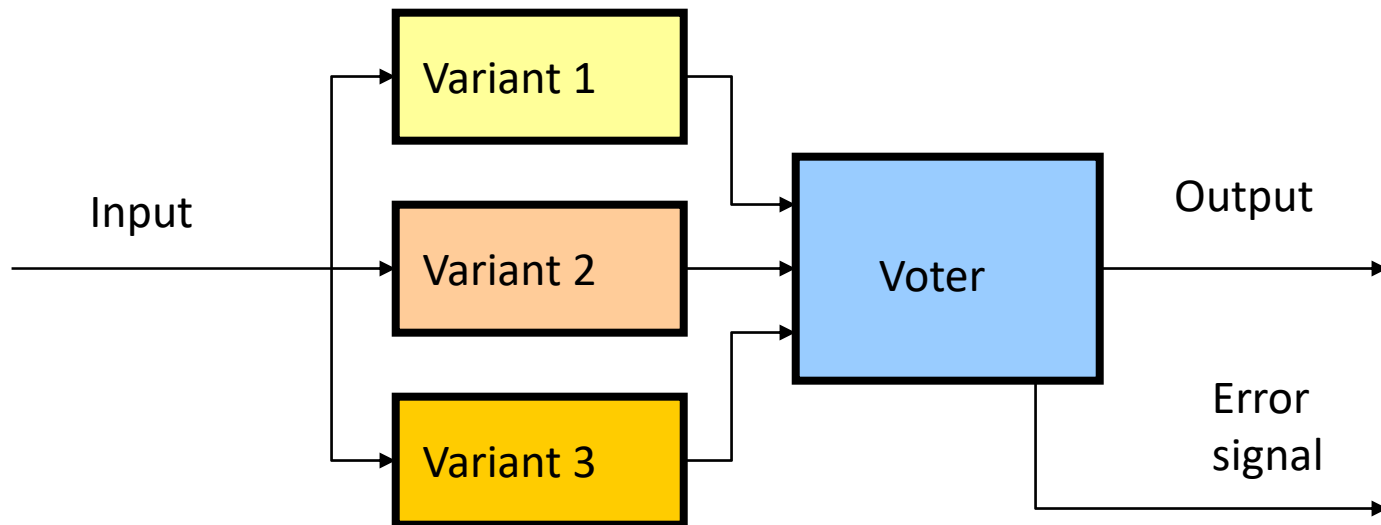 Variant 1
Input
Variant 2
Variant 3
Voter
Output
Error
signal